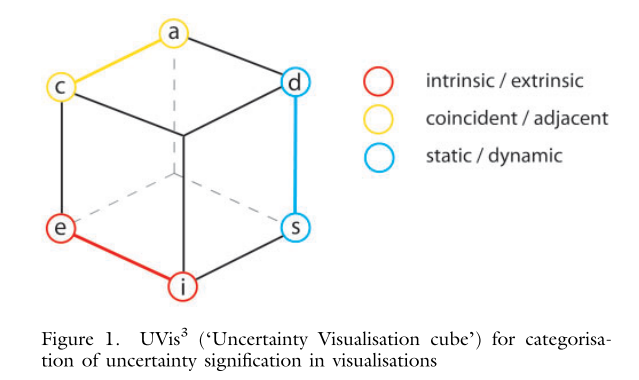 a
c
d
e
s
i
intrinsic / extrinsic
coincident / adjacent
static / dynamic
Figure 1. UVis³ (‘Uncertainty Visualisation cube’) for categorisa-
tion of uncertainty signification in visualisations